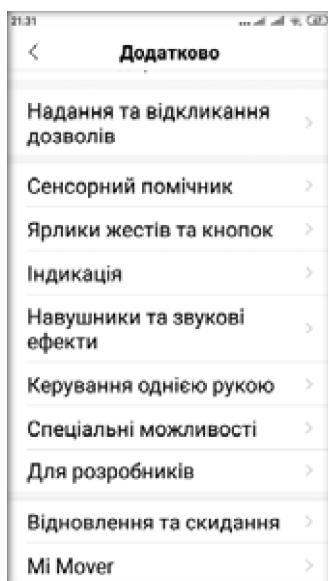 21:31
Додатково
Надання та відкликання
дозволів
Сенсорний помічник
Ярлики жестів та кнопок
Індикація
Навушники та звукові
ефекти
Керування однією рукою
Спеціальні можливості
Для розробників
Відновлення та скидання
Mi Mover